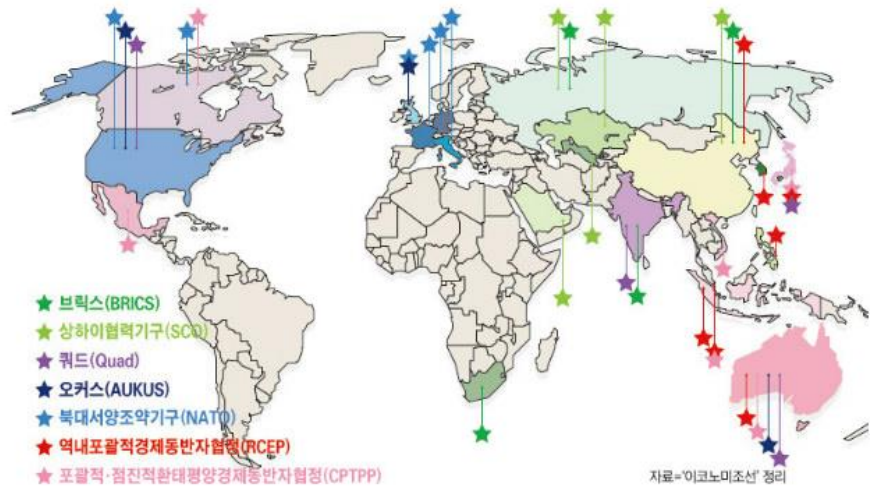 브릭스(BRICS)
상하이협력기구(SCO)
쿼드(Quad)
오커스(AUKUS)
북대서양조약기구(NATO)
역내포괄적경제동반자협정(RCEP)
포괄적·점진적환태평양경제동반자협정(CPTPP)
자료='이코노미조선' 정리